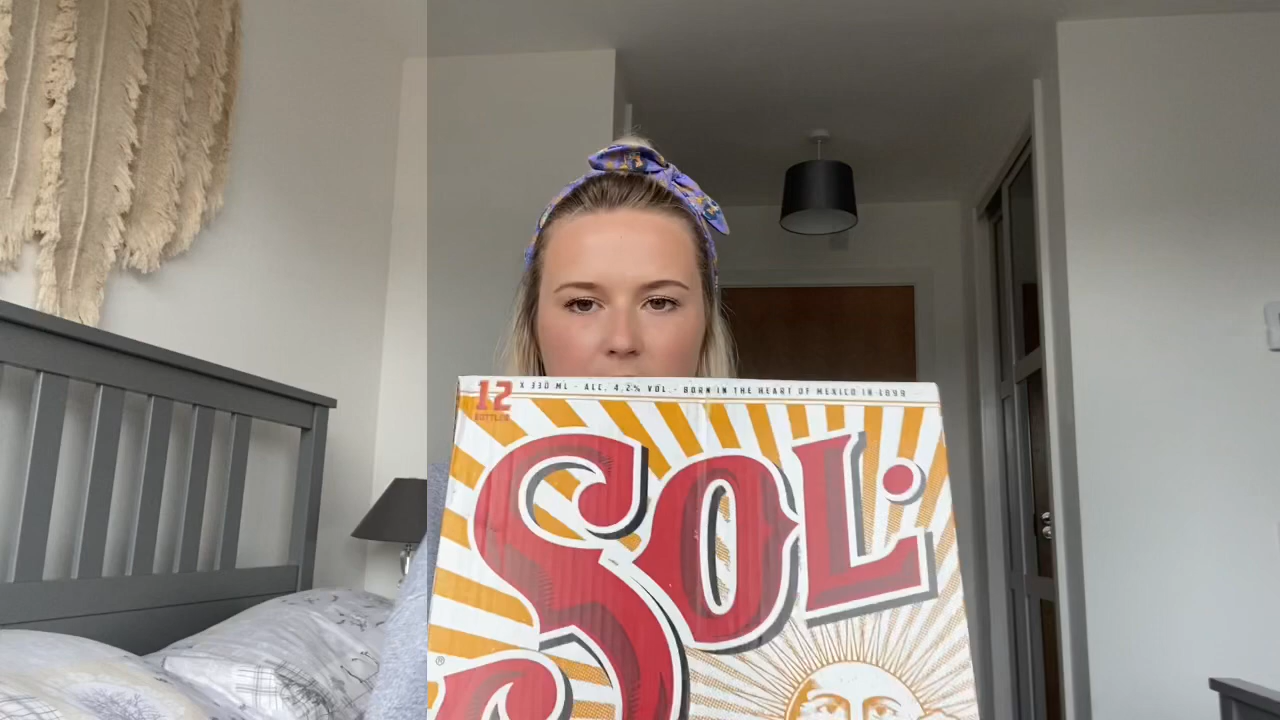 12 X 330 ML - ALC. 4.2% VOL. - BORN IN THE HEART OF MEXICO IN 1899
BOTTLES
SOL
®